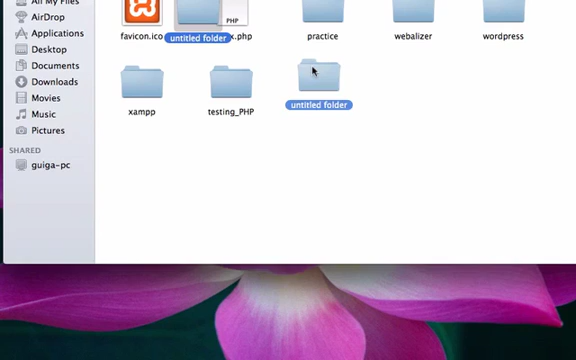 All My Files
AirDrop
Applications
Desktop
Documents
Downloads
Movies
Music
Pictures
SHARED
guiga-pc
PHP
favicon.ico
untitled folder
x.php
practice
webalizer
wordpress
xampp
testing_PHP
untitled folder